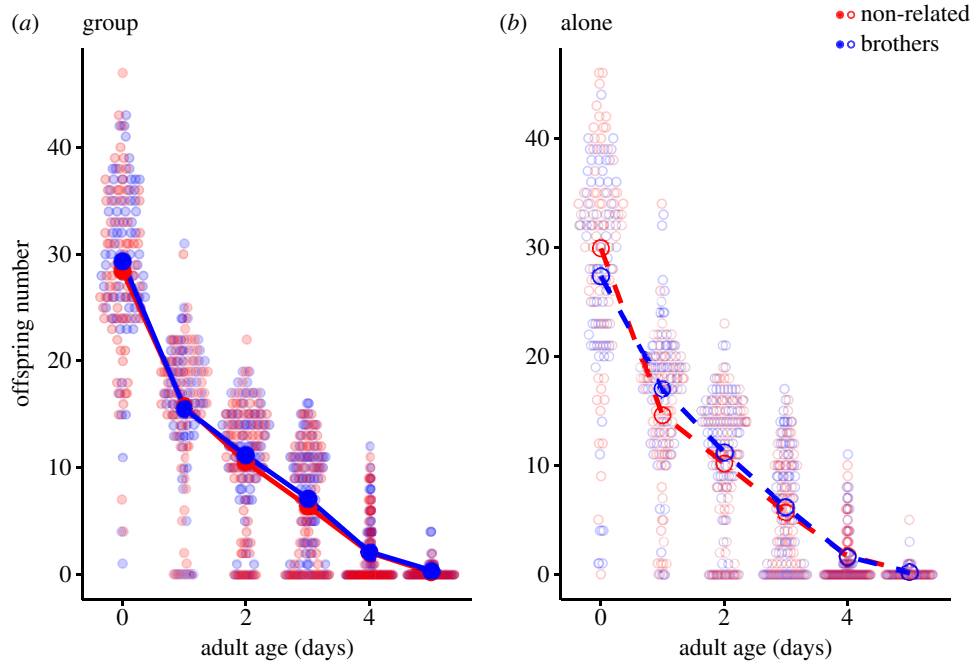 (a) group
(b) alone
non-related
brothers
offspring number
40
30
20
10
0
0 2 4
adult age (days)
40
30
20
10
0
0 2 4
adult age (days)